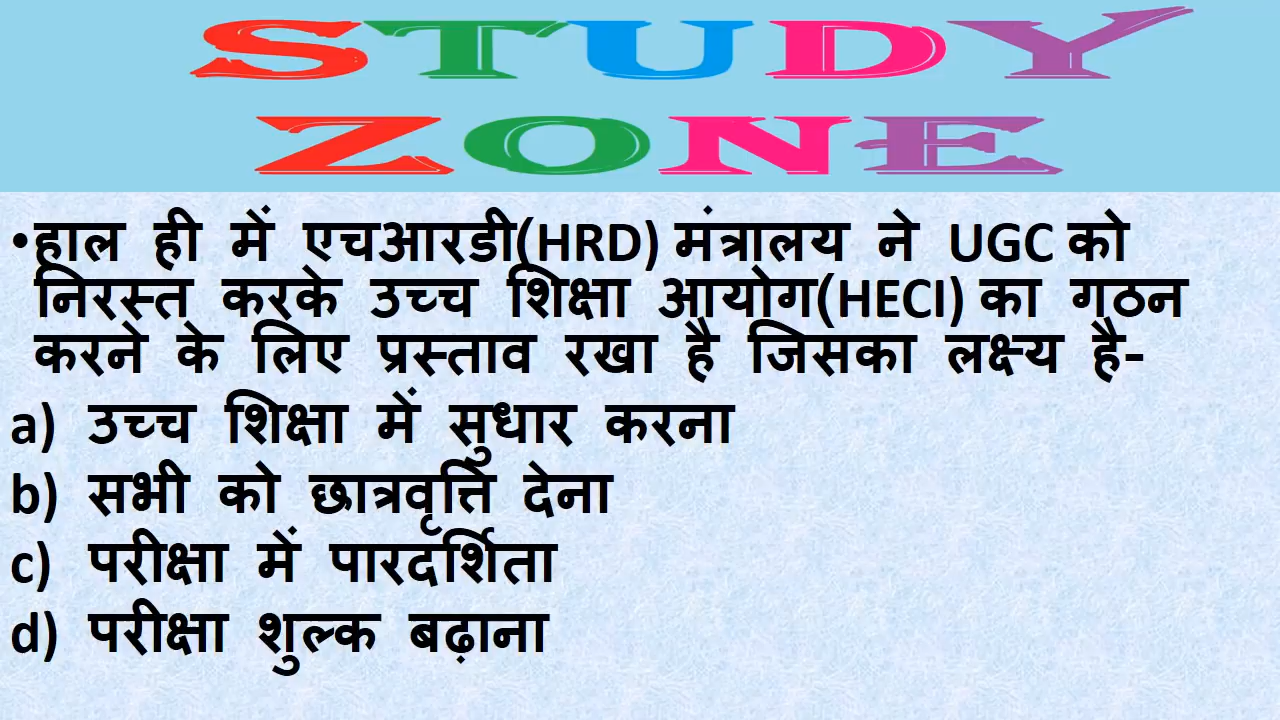 STUDY
ZONE
•हाल ही में एचआरडी(HRD) मंत्रालय ने UGC को
निरस्त करके उच्च शिक्षा आयोग(HECI) का गठन
करने के लिए प्रस्ताव रखा है जिसका लक्ष्य है-
a) उच्च शिक्षा में सुधार करना
b) सभी को छात्रवृत्ति देना
c) परीक्षा में पारदर्शिता
d) परीक्षा शुल्क बढ़ाना